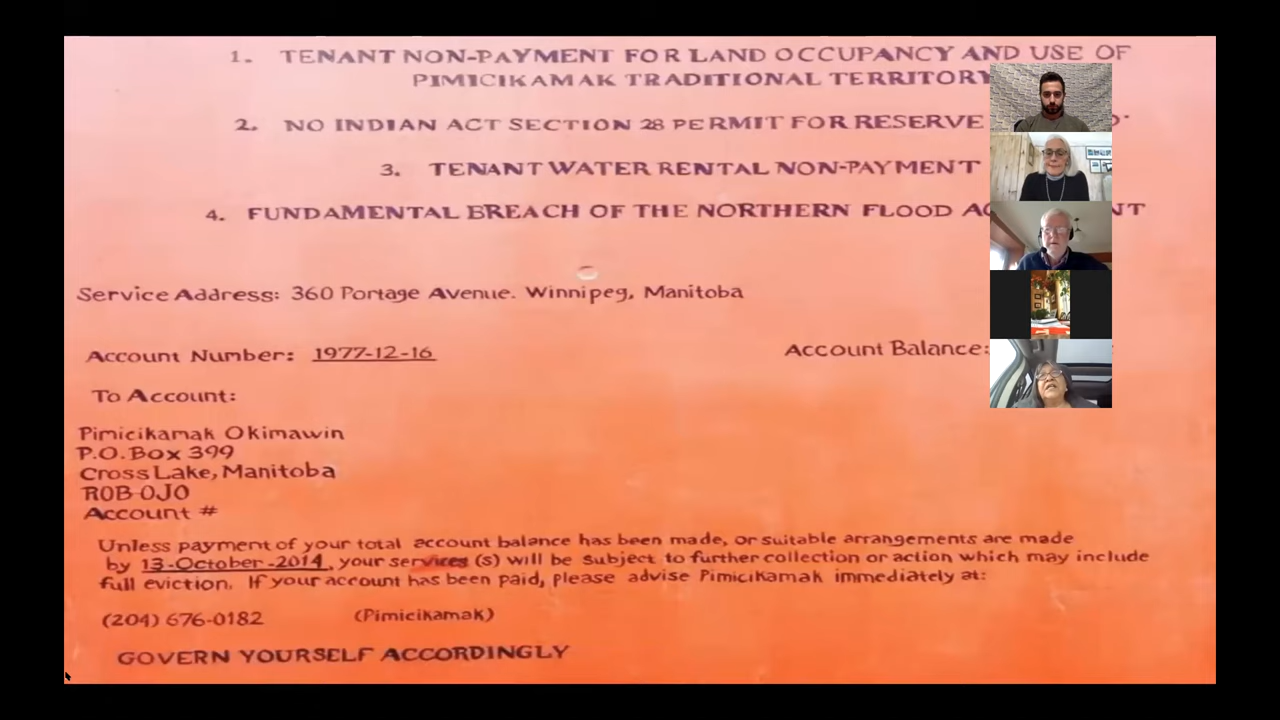 1. TENANT NON-PAYMENT FOR LAND OCCUPANCY AND USE OF
PIMICIKAMAK TRADITIONAL TERRITORY
2. NO INDIAN ACT SECTION 28 PERMIT FOR RESERVE
3. TENANT WATER RENTAL NON-PAYMENT
4. FUNDAMENTAL BREACH OF THE NORTHERN FLOOD
Service Address: 360 Portage Avenue. Winnipeg, Manitoba
Account Number: 1977-12-16
Account Balance:
To Account:
Pimicikamak Okimawin
P.O. Box 399
Cross Lake, Manitoba
R0B 0J0
Account #
Unless payment of your total account balance has been made, or suitable arrangements are made
by 13-October-2014, your services (s) will be subject to further collection or action which may include
full eviction. If your account has been paid, please advise Pimicikamak immediately at:
(204) 676-0182 (Pimicikamak)
GOVERN YOURSELF ACCORDINGLY